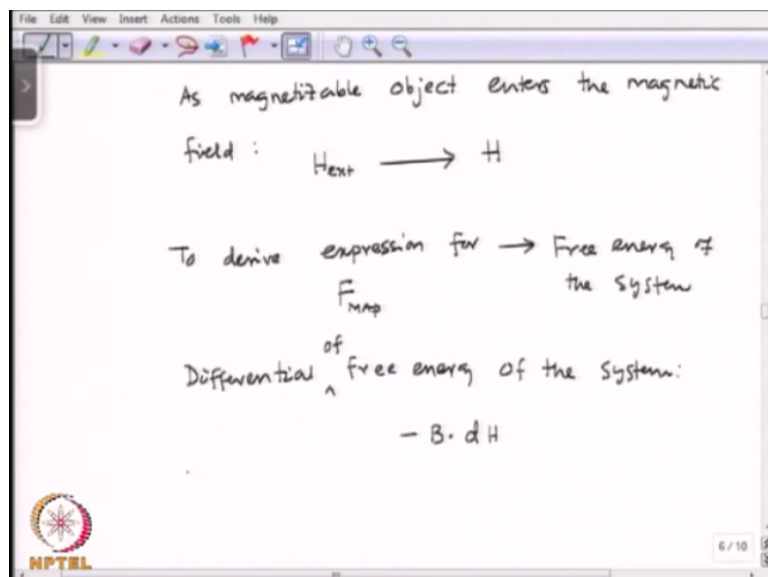 File Edit View Insert Actions Tools Help
As magnetizable object enters the magnetic
field : Hext ⟶ H
To derive expression for → Free energy of
FMAP the system
of
Differential ^ free energy of the system:
- B. dH
NPTEL
6/10